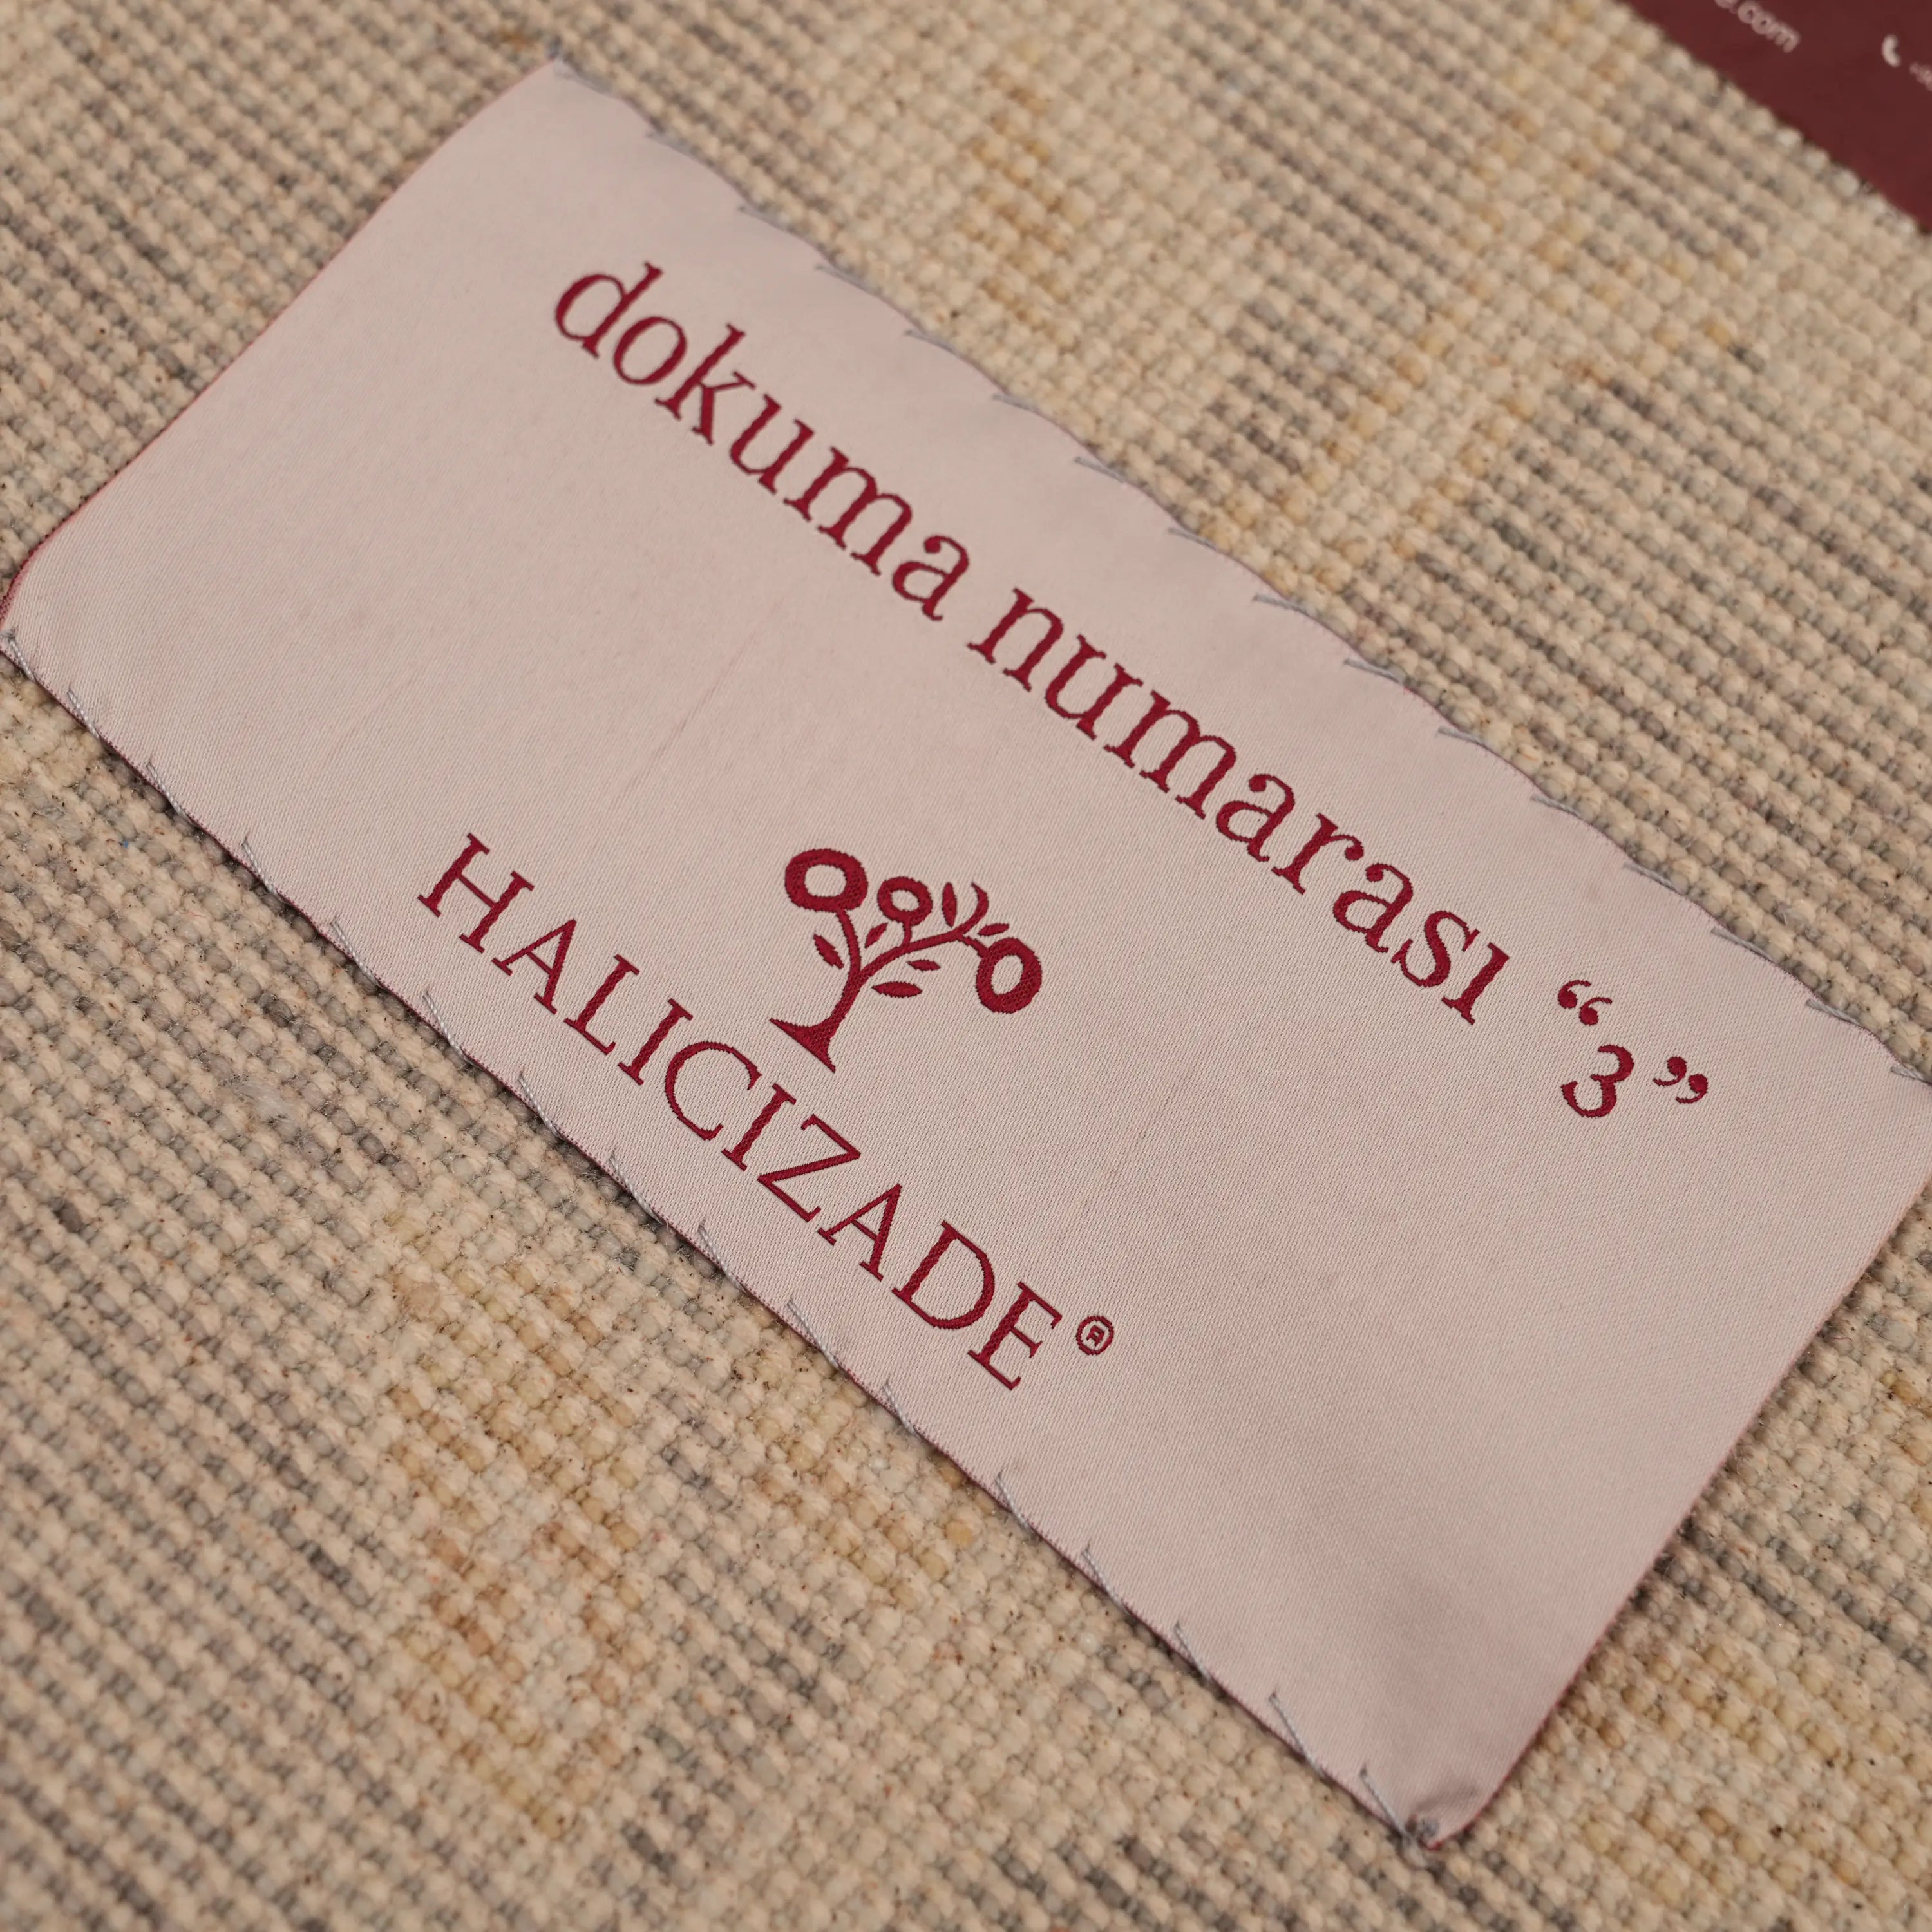 dokuma numarası “3”
HALICIZADE®